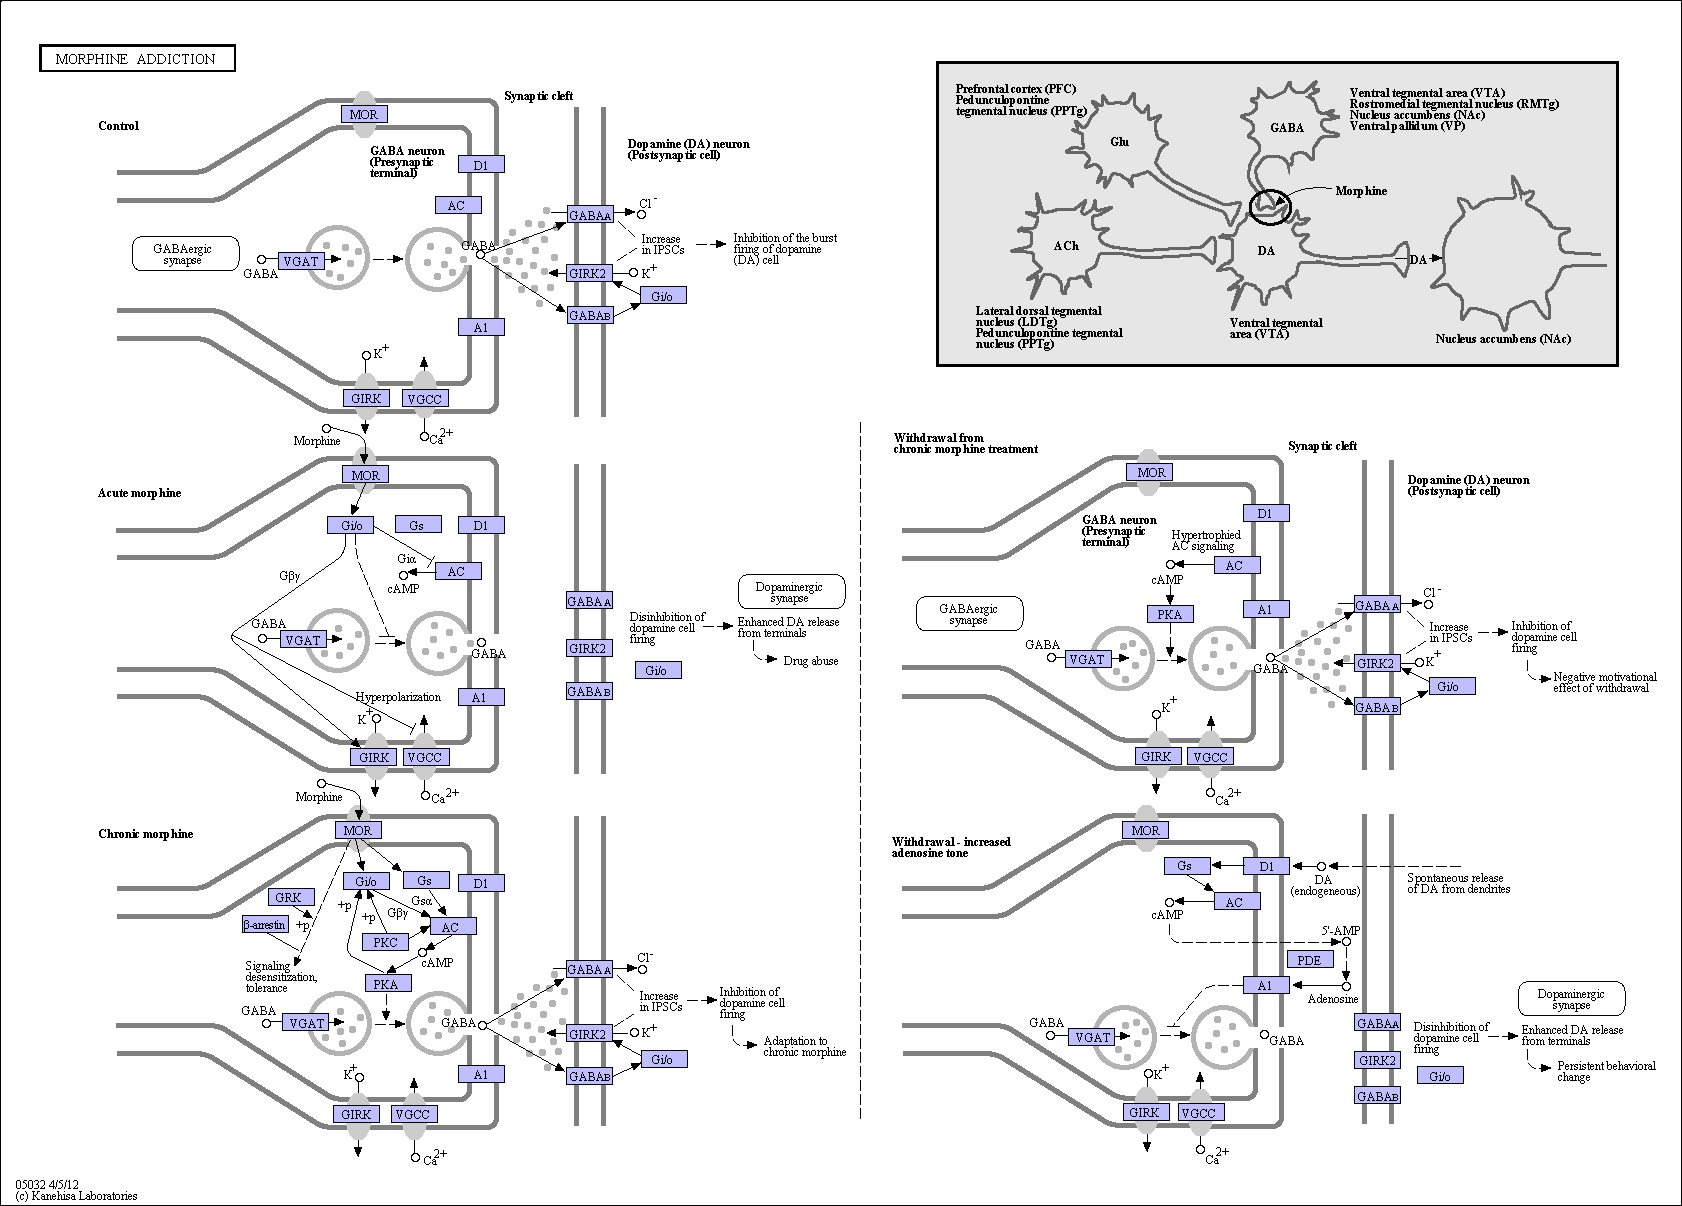 MORPHINE ADDICTION
Control
MOR
Synaptic cleft
GABA neuron
(Presynaptic
terminal)
D1
AC
Dopamine (DA) neuron
(Postsynaptic cell)
GABAergic
synapse
GABA
VGAT
GABA
GABAA
Cl-
Increase
in IPSCs
Inhibition of the burst
firing of dopamine
(DA) cell
GIRK2
K+
Gi/o
GABAB
A1
K+
GIRK
VGCC
Ca2+
Prefrontal cortex (PFC)
Pedunculopontine
tegmental nucleus (PPTg)
Glu
GABA
Ventral tegmental area (VTA)
Rostromedial tegmental nucleus (RMTg)
Nucleus accumbens (NAc)
Ventral pallidum (VP)
Morphine
ACh
DA
DA
Lateral dorsal tegmental
nucleus (LDTg)
Pedunculopontine tegmental
nucleus (PPTg)
Ventral tegmental
area (VTA)
Nucleus accumbens (NAc)
Morphine
Acute morphine
MOR
Gi/o
Gs
D1
Giα
AC
cAMP
Gβγ
GABA
VGAT
GABA
Hyperpolarization
A1
K+
GIRK
VGCC
Ca2+
GABAA
GIRK2
Gi/o
GABAB
Disinhibition of
dopamine cell
firing
Dopaminergic
synapse
Enhanced DA release
from terminals
Drug abuse
Morphine
Chronic morphine
MOR
Gi/o
Gs
D1
GRK
β-arrestin
+p
+p
+p
Gβγ
Gsα
AC
PKC
cAMP
PKA
Signaling
desensitization,
tolerance
GABA
VGAT
GABA
A1
K+
GIRK
VGCC
Ca2+
GABAA
Cl-
Increase
in IPSCs
GIRK2
K+
Gi/o
GABAB
Inhibition of
dopamine cell
firing
Adaptation to
chronic morphine
Withdrawal from
chronic morphine treatment
Synaptic cleft
MOR
Dopamine (DA) neuron
(Postsynaptic cell)
GABA neuron
(Presynaptic
terminal)
D1
Hypertrophied
AC signaling
AC
cAMP
PKA
A1
GABAergic
synapse
GABA
VGAT
GABA
GABAA
Cl-
Increase
in IPSCs
GIRK2
K+
Gi/o
GABAB
Inhibition of
dopamine cell
firing
Negative motivational
effect of withdrawal
K+
GIRK
VGCC
Ca2+
Withdrawal - increased
adenosine tone
MOR
Gs
D1
DA
(endogeneous)
Spontaneous release
of DA from dendrites
AC
cAMP
5'-AMP
PDE
A1
Adenosine
GABA
VGAT
GABA
K+
GIRK
VGCC
Ca2+
GABAA
GIRK2
Gi/o
GABAB
Disinhibition of
dopamine cell
firing
Dopaminergic
synapse
Enhanced DA release
from terminals
Persistent behavioral
change
05032 4/5/12
(c) Kanehisa Laboratories